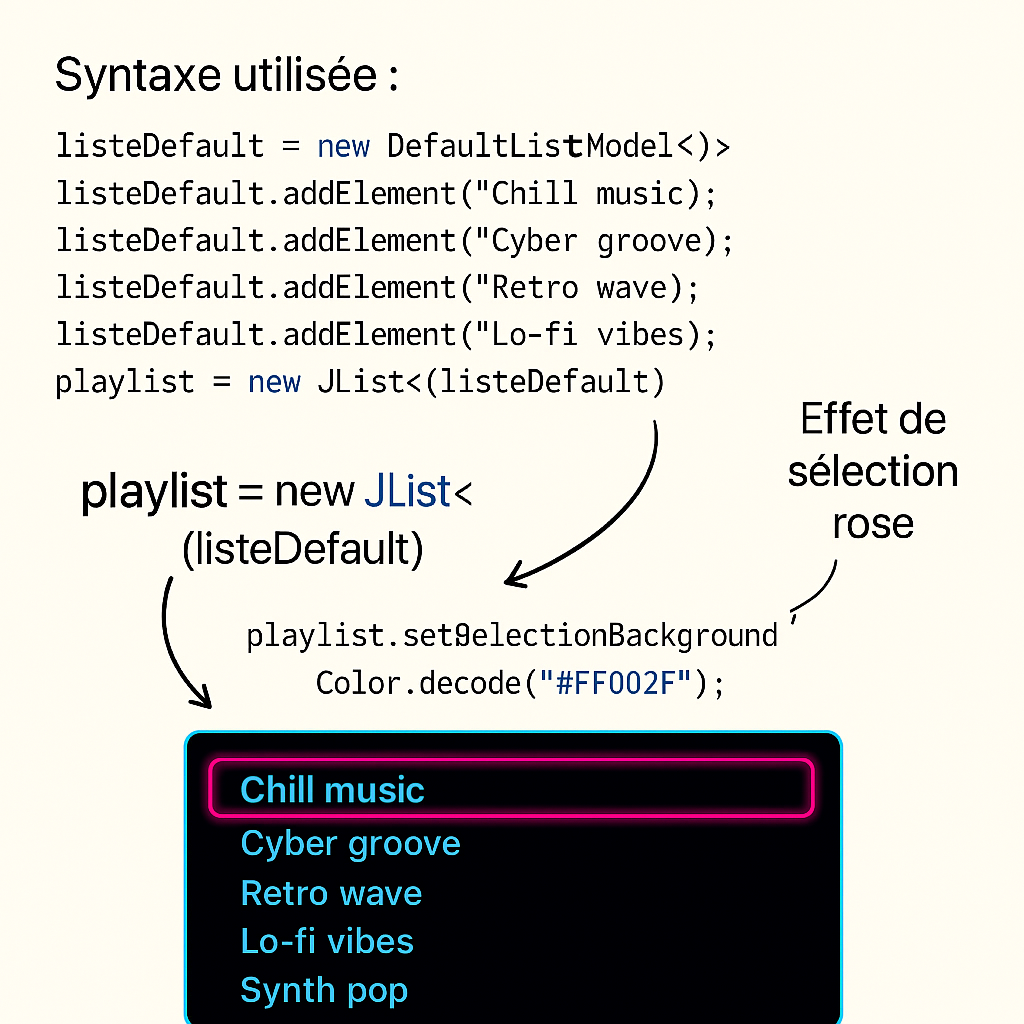 Syntaxe utilisée :
listeDefault = new DefaultListModel<)>
listeDefault.addElement("Chill music);
listeDefault.addElement("Cyber groove);
listeDefault.addElement("Retro wave);
listeDefault.addElement("Lo-fi vibes);
playlist = new JList<(listeDefault)
Effet de
sélection
rose
playlist = new JList<
(listeDefault)
playlist.set9electionBackground
Color.decode("#FF002F");
Chill music
Cyber groove
Retro wave
Lo-fi vibes
Synth pop